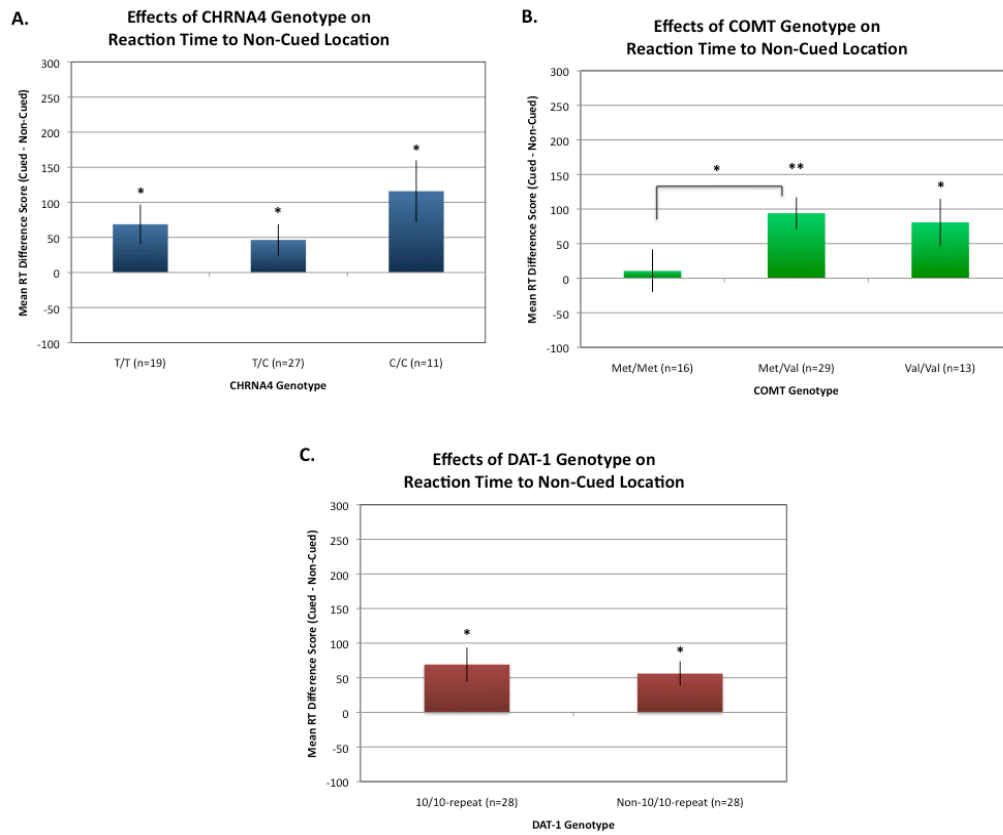 A.
Effects of CHRNA4 Genotype on
Reaction Time to Non-Cued Location
Mean RT Difference Score (Cued - Non-Cued)
300
250
200
150
100
50
0
-50
-100
*
*
*
T/T (n=19)
T/C (n=27)
C/C (n=11)
CHRNA4 Genotype
B.
Effects of COMT Genotype on
Reaction Time to Non-Cued Location
Mean RT Difference Score (Cued - Non-Cued)
300
250
200
150
100
50
0
-50
-100
*
**
*
Met/Met (n=16)
Met/Val (n=29)
Val/Val (n=13)
COMT Genotype
C.
Effects of DAT-1 Genotype on
Reaction Time to Non-Cued Location
Mean RT Difference Score (Cued - Non-Cued)
300
250
200
150
100
50
0
-50
-100
*
*
10/10-repeat (n=28)
Non-10/10-repeat (n=28)
DAT-1 Genotype